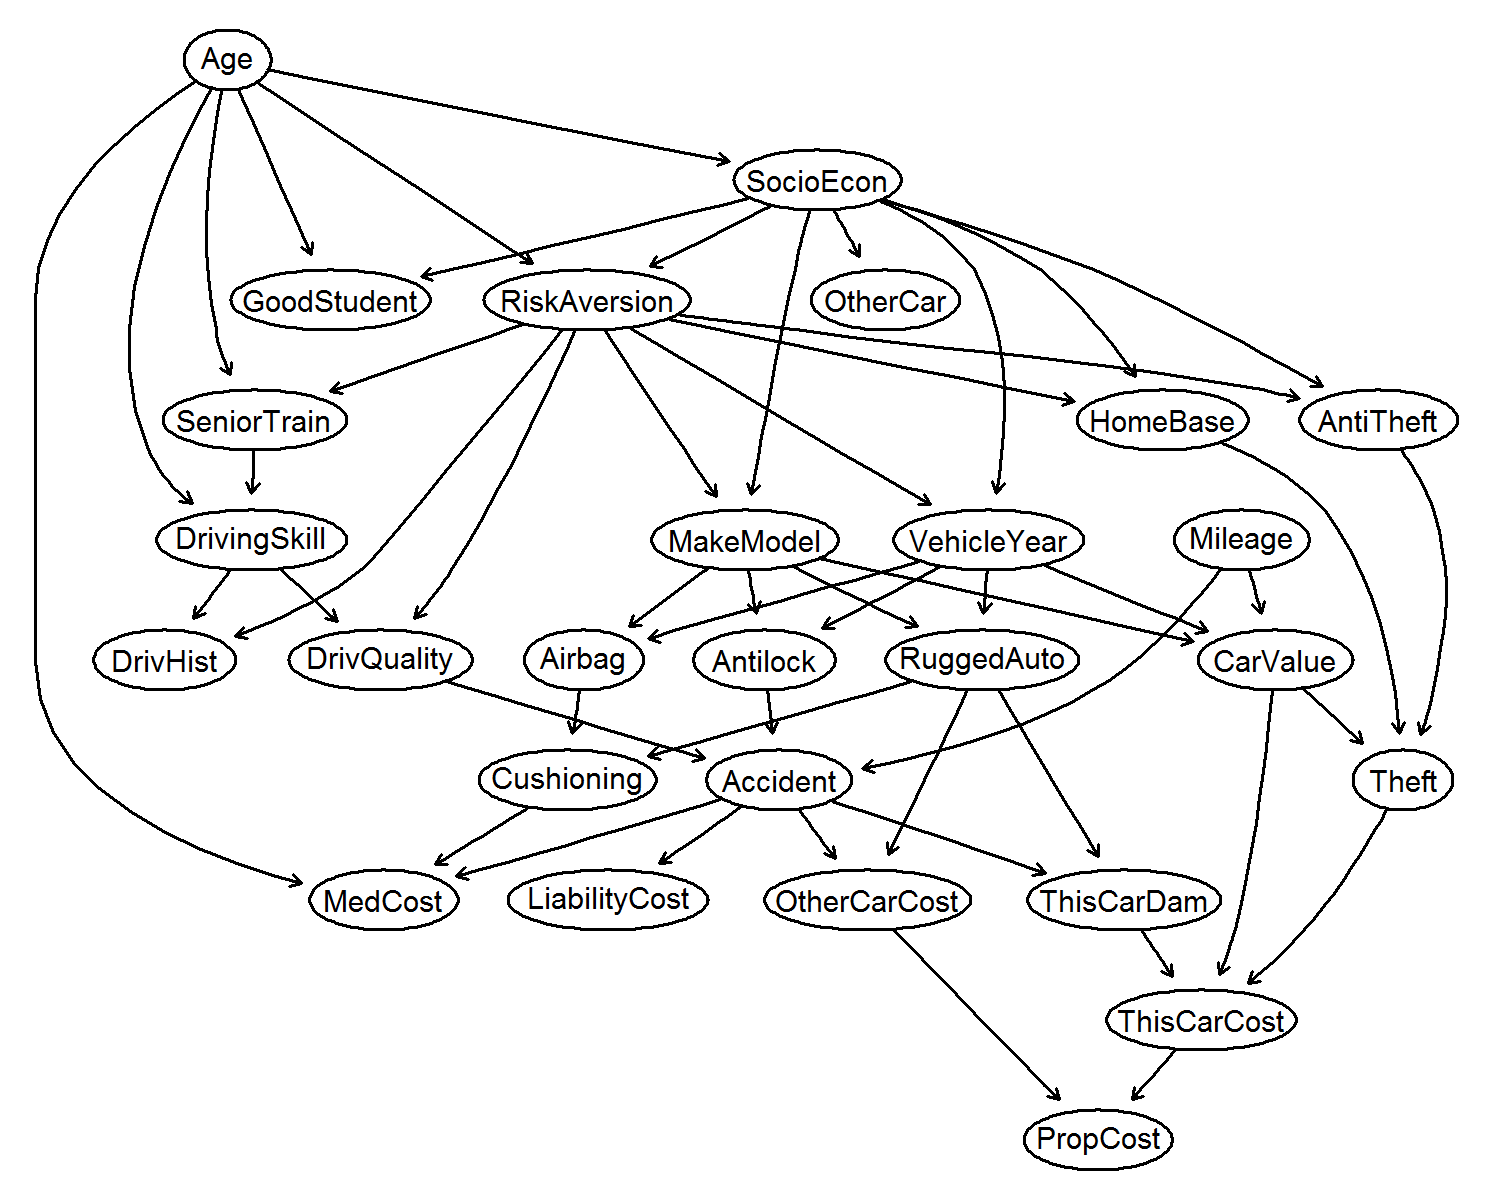 Age
SocioEcon
GoodStudent
RiskAversion
OtherCar
SeniorTrain
HomeBase
AntiTheft
DrivingSkill
MakeModel
VehicleYear
Mileage
DrivHist
DrivQuality
Airbag
Antilock
RuggedAuto
CarValue
Cushioning
Accident
Theft
MedCost
LiabilityCost
OtherCarCost
ThisCarDam
ThisCarCost
PropCost